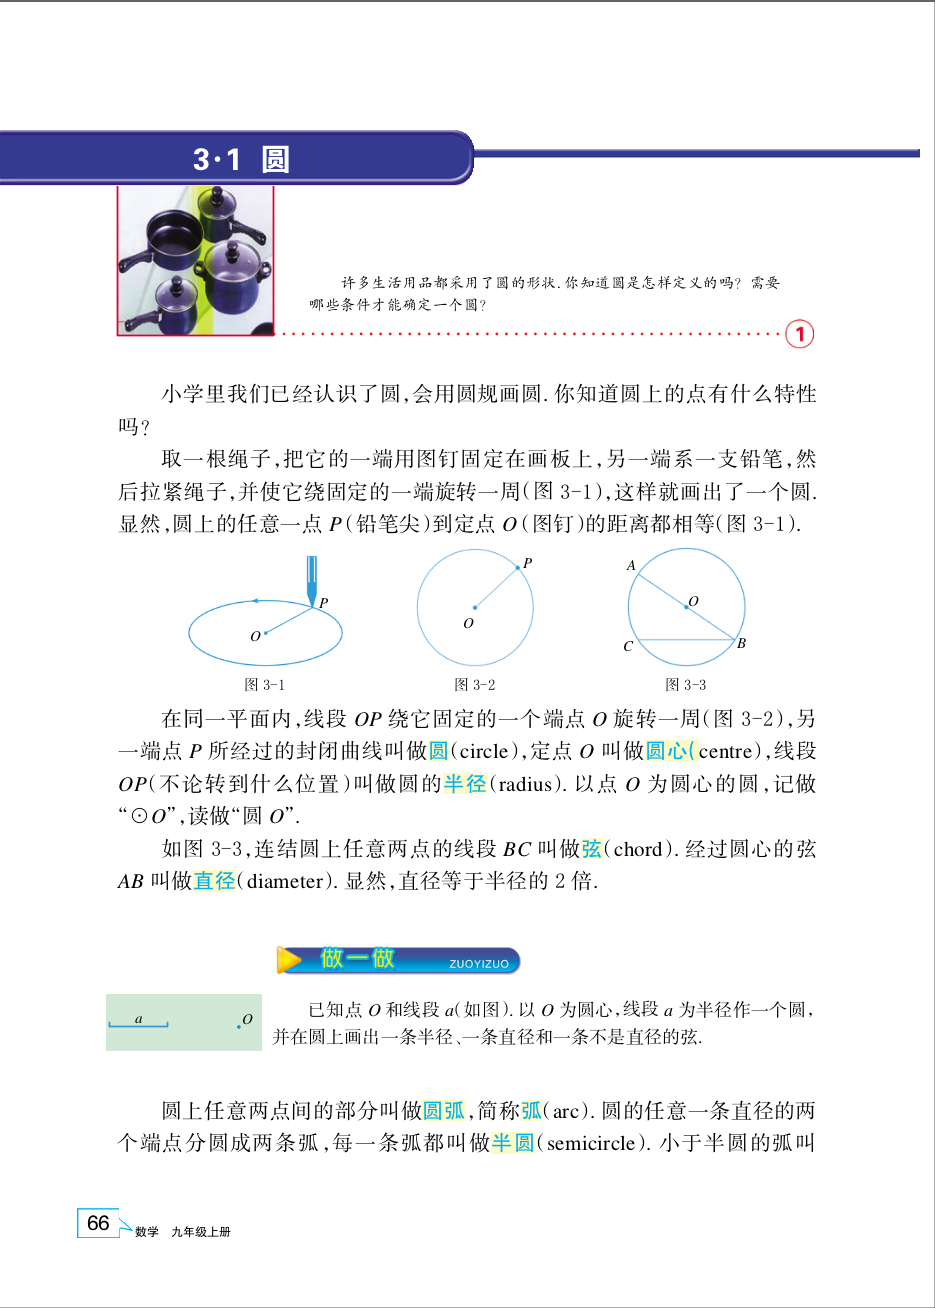 3·1 圆
许多生活用品都采用了圆的形状.你知道圆是怎样定义的吗？需要
哪些条件才能确定一个圆？
1
小学里我们已经认识了圆,会用圆规画圆. 你知道圆上的点有什么特性
吗？
取一根绳子,把它的一端用图钉固定在画板上,另一端系一支铅笔,然
后拉紧绳子,并使它绕固定的一端旋转一周(图 3-1),这样就画出了一个圆.
显然,圆上的任意一点 P(铅笔尖)到定点 O(图钉)的距离都相等(图 3-1).
P
O
图 3-1
P
O
图 3-2
A
O
C
B
图 3-3
在同一平面内,线段 OP 绕它固定的一个端点 O 旋转一周(图 3-2),另
一端点 P 所经过的封闭曲线叫做圆(circle),定点 O 叫做圆心(centre),线段
OP(不论转到什么位置)叫做圆的半径(radius). 以点 O 为圆心的圆,记做
“⊙O”,读做“圆 O”.
如图 3-3,连结圆上任意两点的线段 BC 叫做弦(chord). 经过圆心的弦
AB 叫做直径(diameter). 显然,直径等于半径的 2 倍.
做一做 ZUOYIZUO
a
O
已知点 O 和线段 a(如图). 以 O 为圆心,线段 a 为半径作一个圆,
并在圆上画出一条半径、一条直径和一条不是直径的弦.
圆上任意两点间的部分叫做圆弧,简称弧(arc). 圆的任意一条直径的两
个端点分圆成两条弧,每一条弧都叫做半圆(semicircle). 小于半圆的弧叫
66
数学 九年级上册